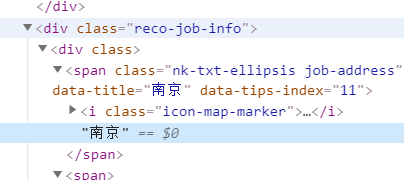 </div>
▼<div class="reco-job-info">
▼<div class>
▼<span class="nk-txt-ellipsis job-address"
data-title="南京" data-tips-index="11">
▶<i class="icon-map-marker">…</i>
"南京" == $0
</span>
▼<span>